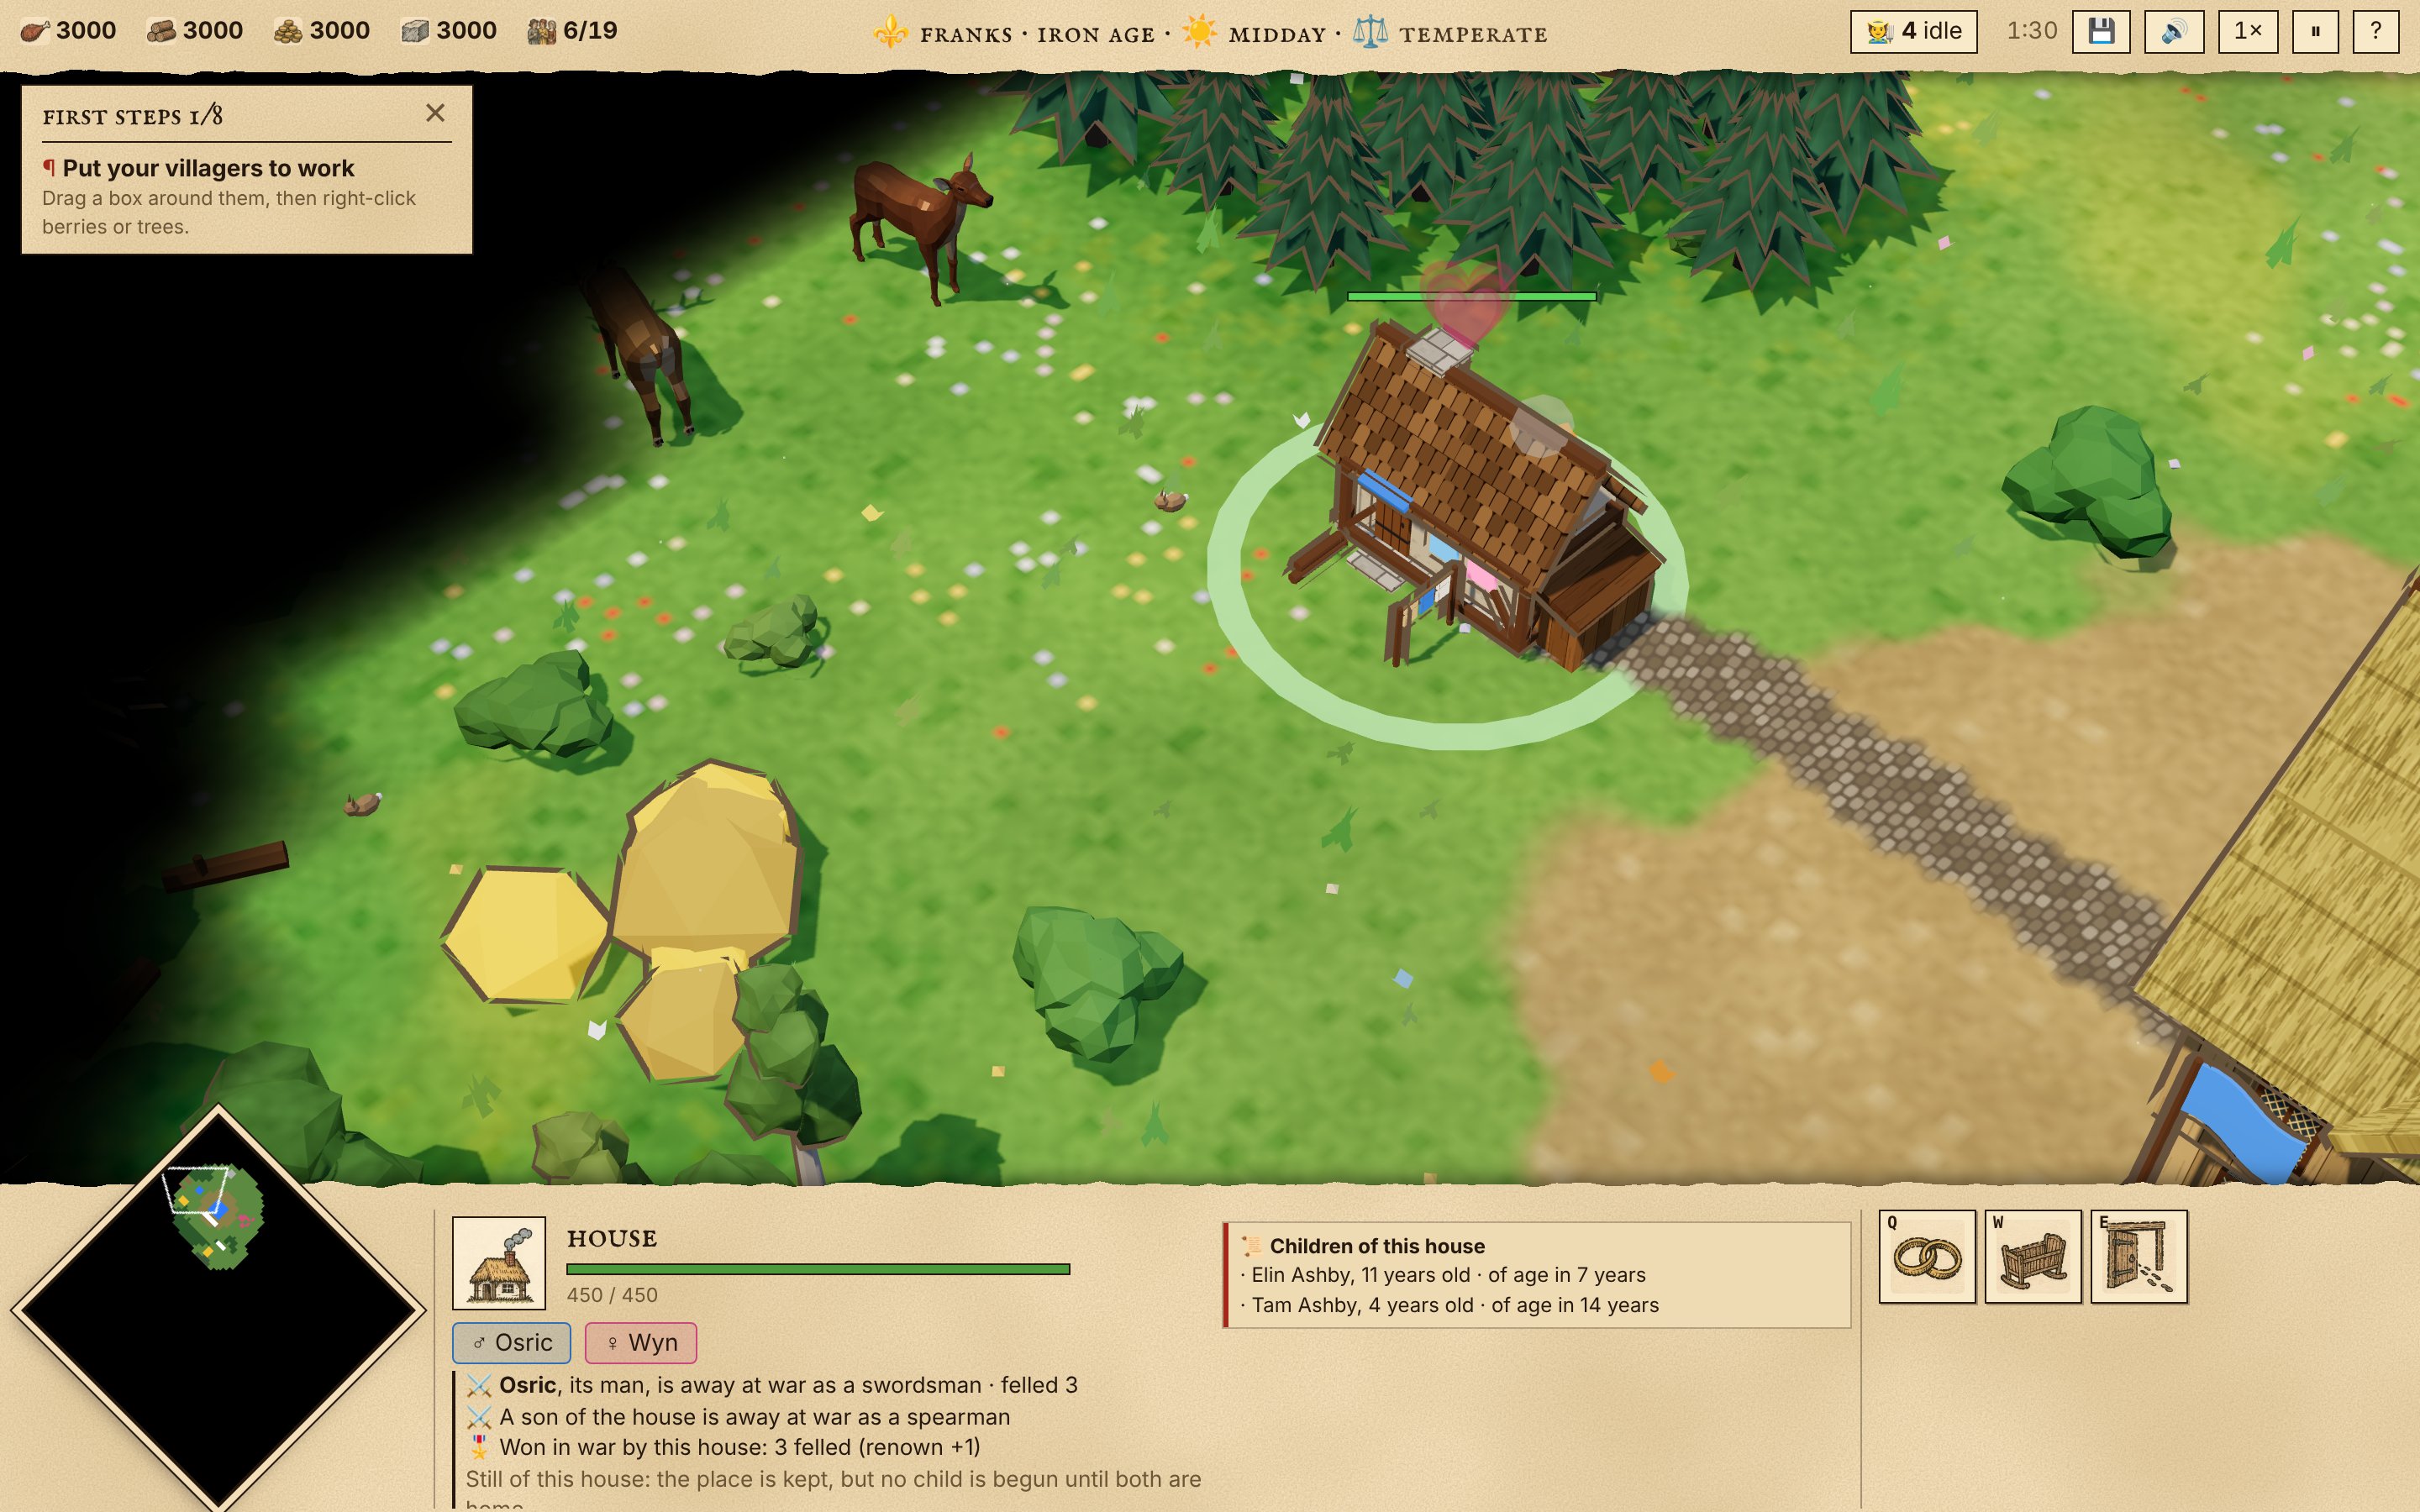 3000 3000 3000 3000 6/19
FRANKS · IRON AGE · MIDDAY · TEMPERATE
4 idle 1:30 1× ?
FIRST STEPS 1/8
¶ Put your villagers to work
Drag a box around them, then right-click
berries or trees.
HOUSE
450 / 450
♂ Osric ♀ Wyn
Osric, its man, is away at war as a swordsman · felled 3
A son of the house is away at war as a spearman
Won in war by this house: 3 felled (renown +1)
Still of this house: the place is kept, but no child is begun until both are
home
Children of this house
· Elin Ashby, 11 years old · of age in 7 years
· Tam Ashby, 4 years old · of age in 14 years
Q W E